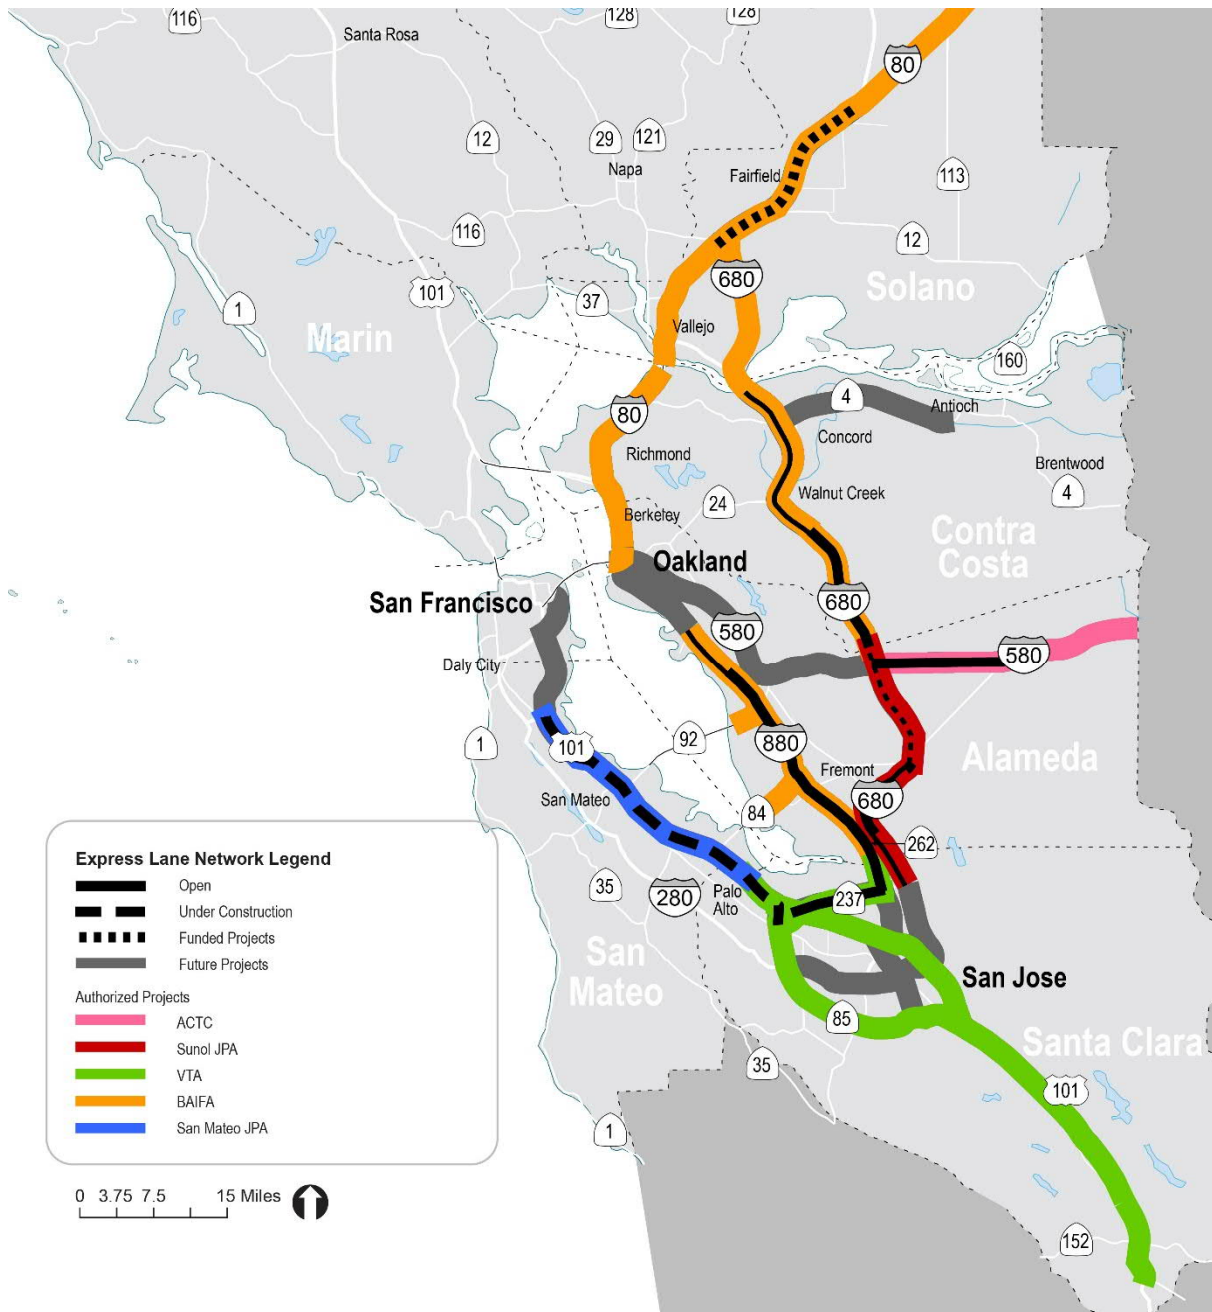 116
128
128
Santa Rosa
80
12
29
121
Napa
Fairfield
113
116
12
680
Solano
101
37
1
Vallejo
Marin
160
4
Antioch
80
Concord
Richmond
Brentwood
4
Walnut Creek
24
Berkeley
Contra
Costa
Oakland
San Francisco
680
580
580
Daly City
92
1
101
880
Alameda
Fremont
San Mateo
680
84
262
Express Lane Network Legend
Open
Under Construction
Funded Projects
Future Projects
Authorized Projects
ACTC
Sunol JPA
VTA
BAIFA
San Mateo JPA
35
280
Palo
Alto
237
San
Mateo
San Jose
85
Santa Clara
35
101
1
0 3.75 7.5 15 Miles
152